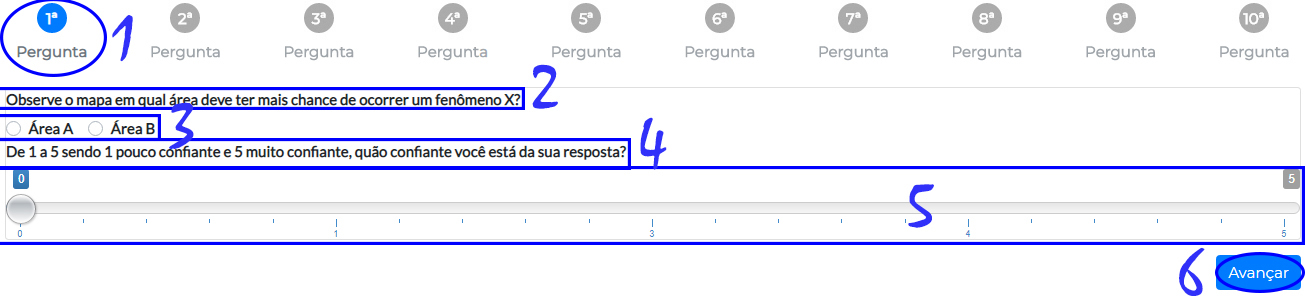 1ª 2ª 3ª 4ª 5ª 6ª 7ª 8ª 9ª 10ª
Pergunta Pergunta Pergunta Pergunta Pergunta Pergunta Pergunta Pergunta Pergunta Pergunta
1
Observe o mapa em qual área deve ter mais chance de ocorrer um fenômeno X?
2
Área A Área B
3
De 1 a 5 sendo 1 pouco confiante e 5 muito confiante, quão confiante você está da sua resposta?
4
0 5
5
0 1 3 4 5
6
Avançar